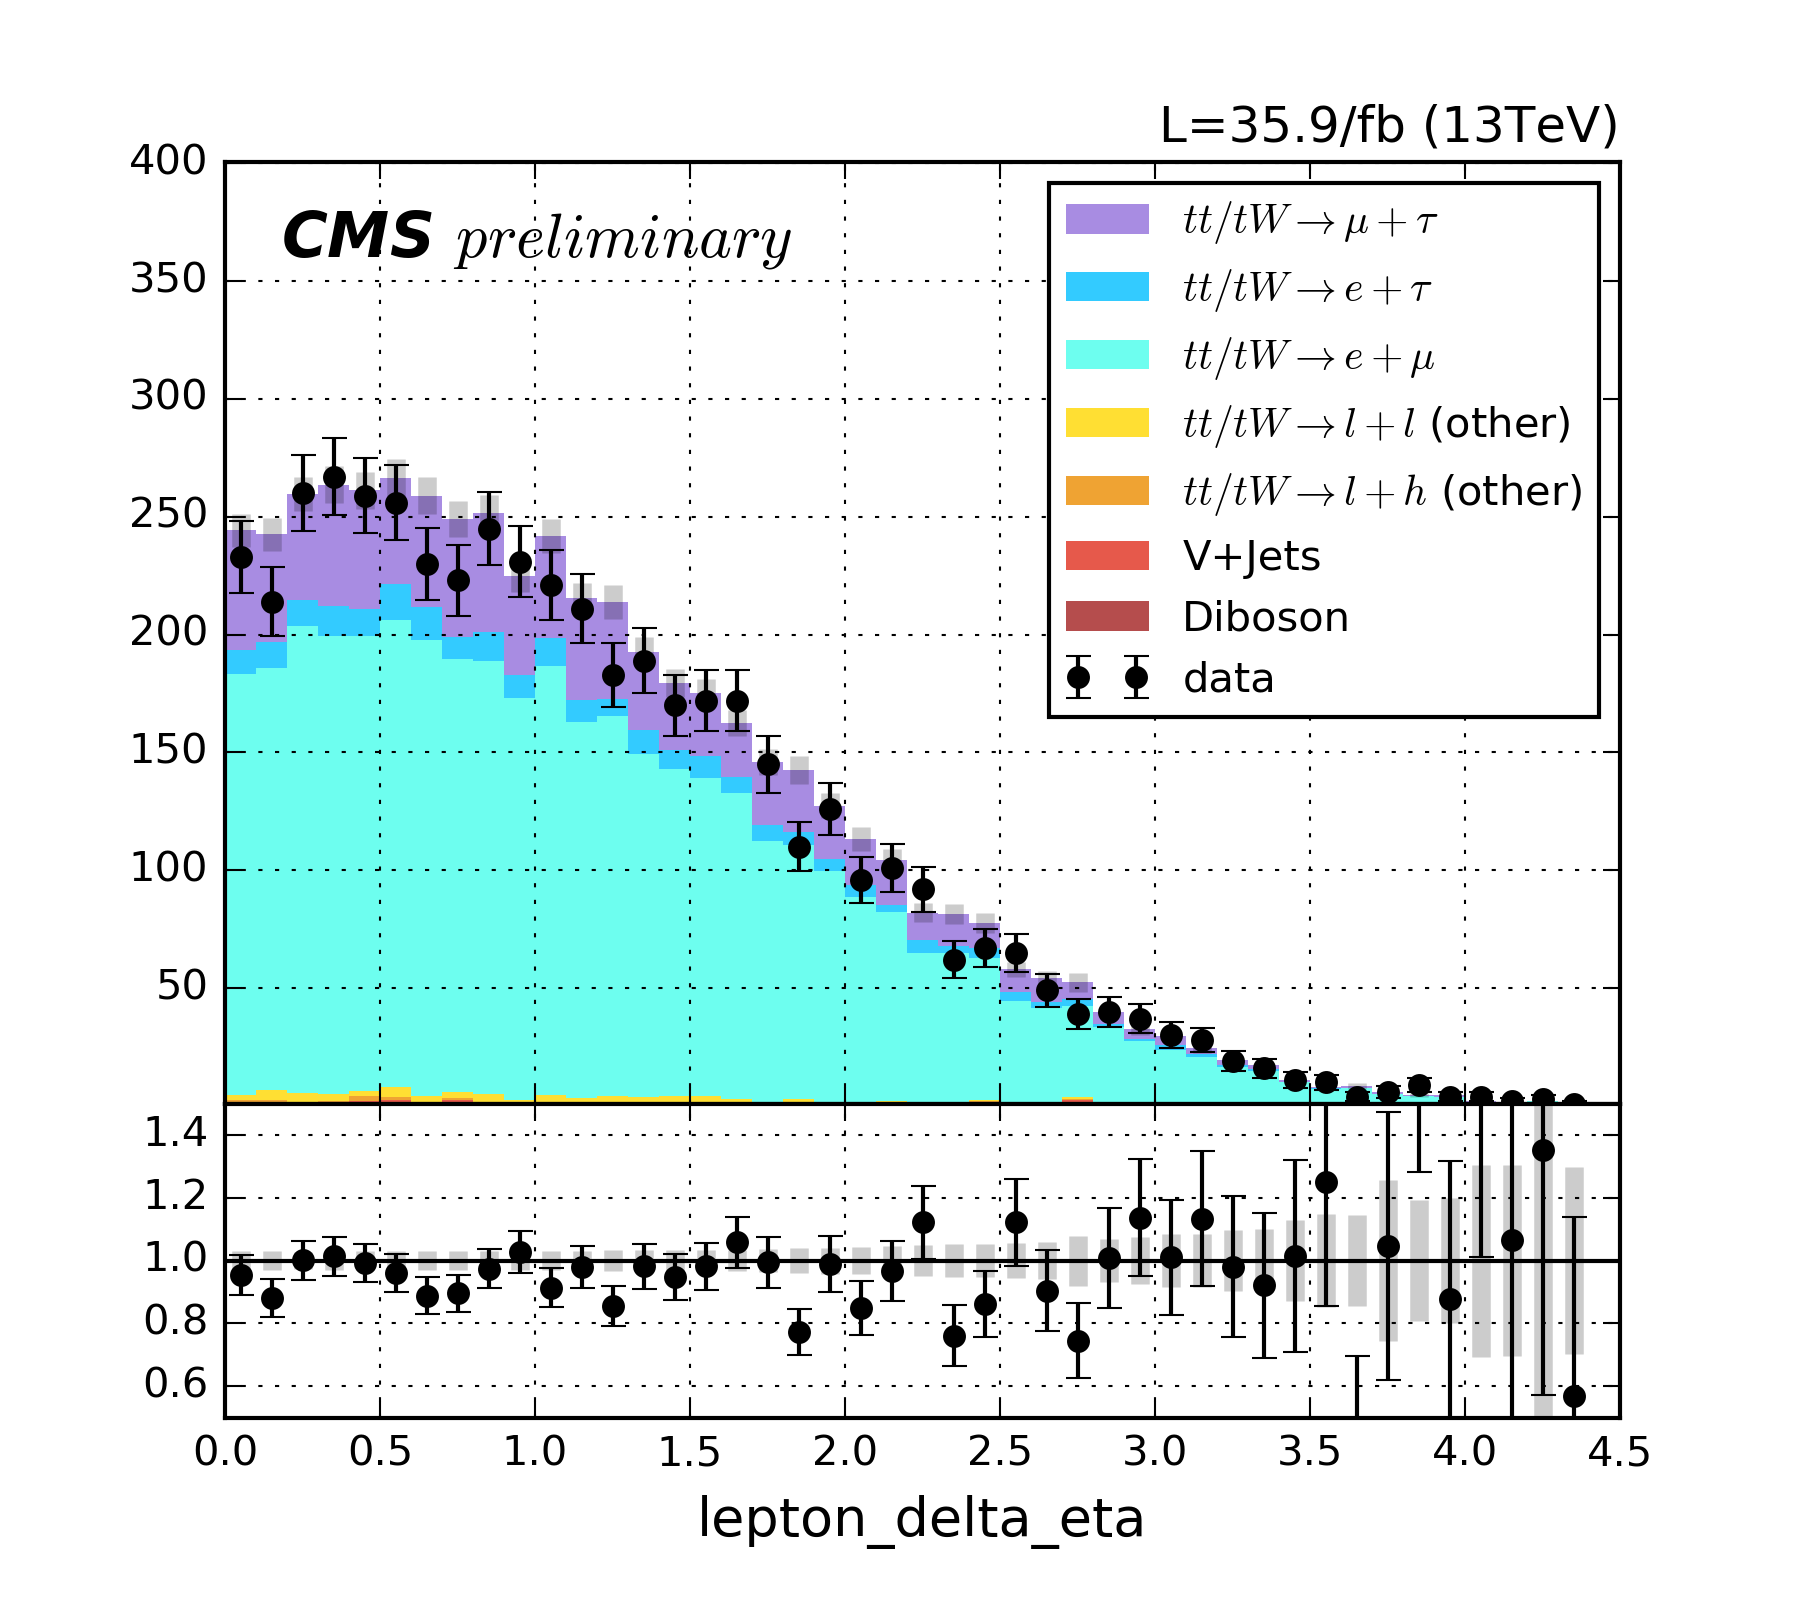 L=35.9/fb (13TeV)
CMS preliminary
400
350
300
250
200
150
100
50
tt/tW → μ + τ
tt/tW → e + τ
tt/tW → e + μ
tt/tW → l + l (other)
tt/tW → l + h (other)
V+Jets
Diboson
data
1.4
1.2
1.0
0.8
0.6
0.0 0.5 1.0 1.5 2.0 2.5 3.0 3.5 4.0 4.5
lepton_delta_eta